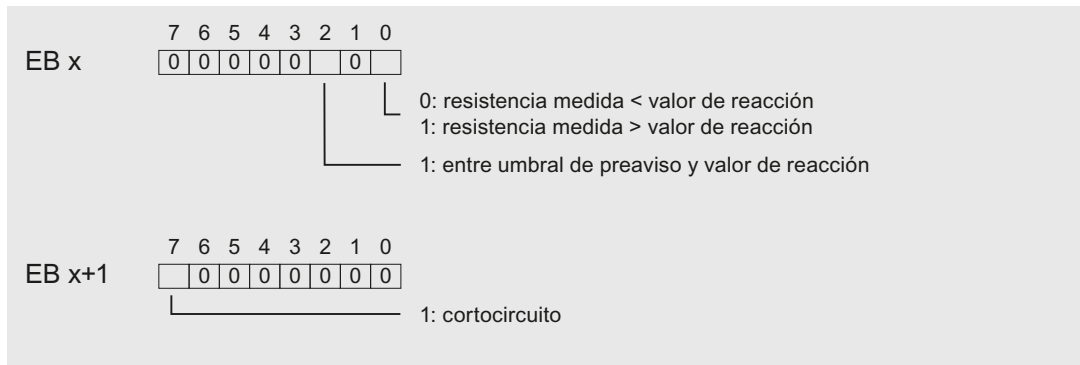 7 6 5 4 3 2 1 0
EB x
0 0 0 0 0 0
0: resistencia medida < valor de reacción
1: resistencia medida > valor de reacción
1: entre umbral de preaviso y valor de reacción
7 6 5 4 3 2 1 0
EB x+1
0 0 0 0 0 0 0
1: cortocircuito